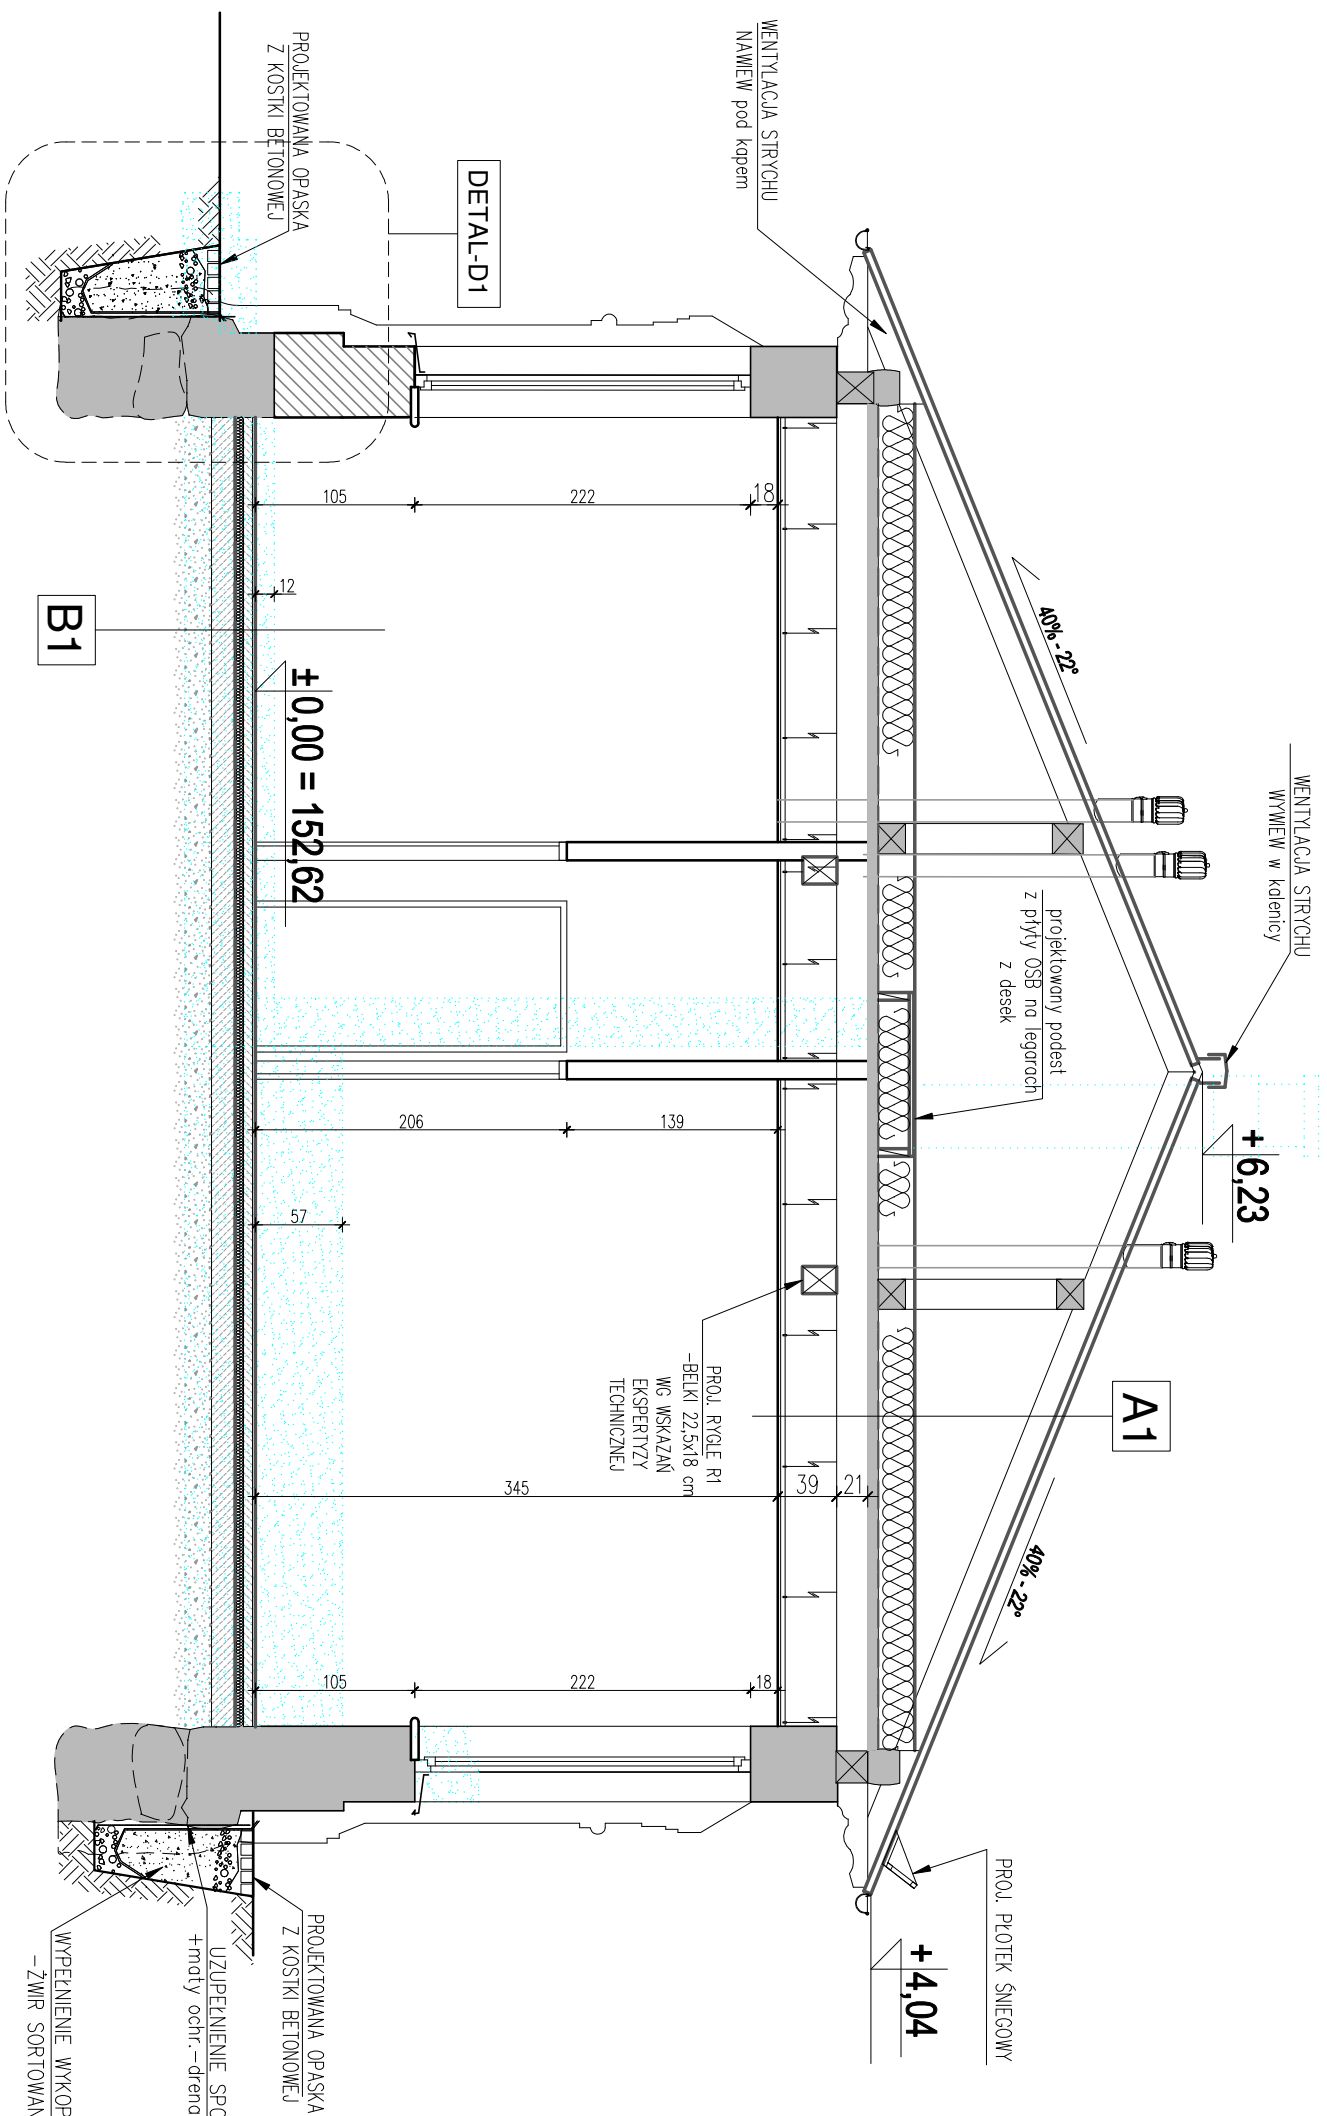 WENTYLACJA STRYCHU
WYWIEW w kalenicy
+6,23
A1
40% - 22°
40% - 22°
projektowany podest
z płyty OSB na legarach
z desek
PROJ. PŁOTEK ŚNIEGOWY
+4,04
WENTYLACJA STRYCHU
NAWIEW pod kapem
21
39
18
222
105
139
206
345
18
222
105
57
12
PROJ. RYGLE R1
-BELKI 22,5x18 cm
WG WSKAZAŃ
EKSPERTYZY
TECHNICZNEJ
DETAL-D1
PROJEKTOWANA OPASKA
Z KOSTKI BETONOWEJ
±0,00 = 152,62
B1
PROJEKTOWANA OPASKA
Z KOSTKI BETONOWEJ
UZUPEŁNIENIE
+maty ochr.
WYPEŁNIENIE
-ŻWIR